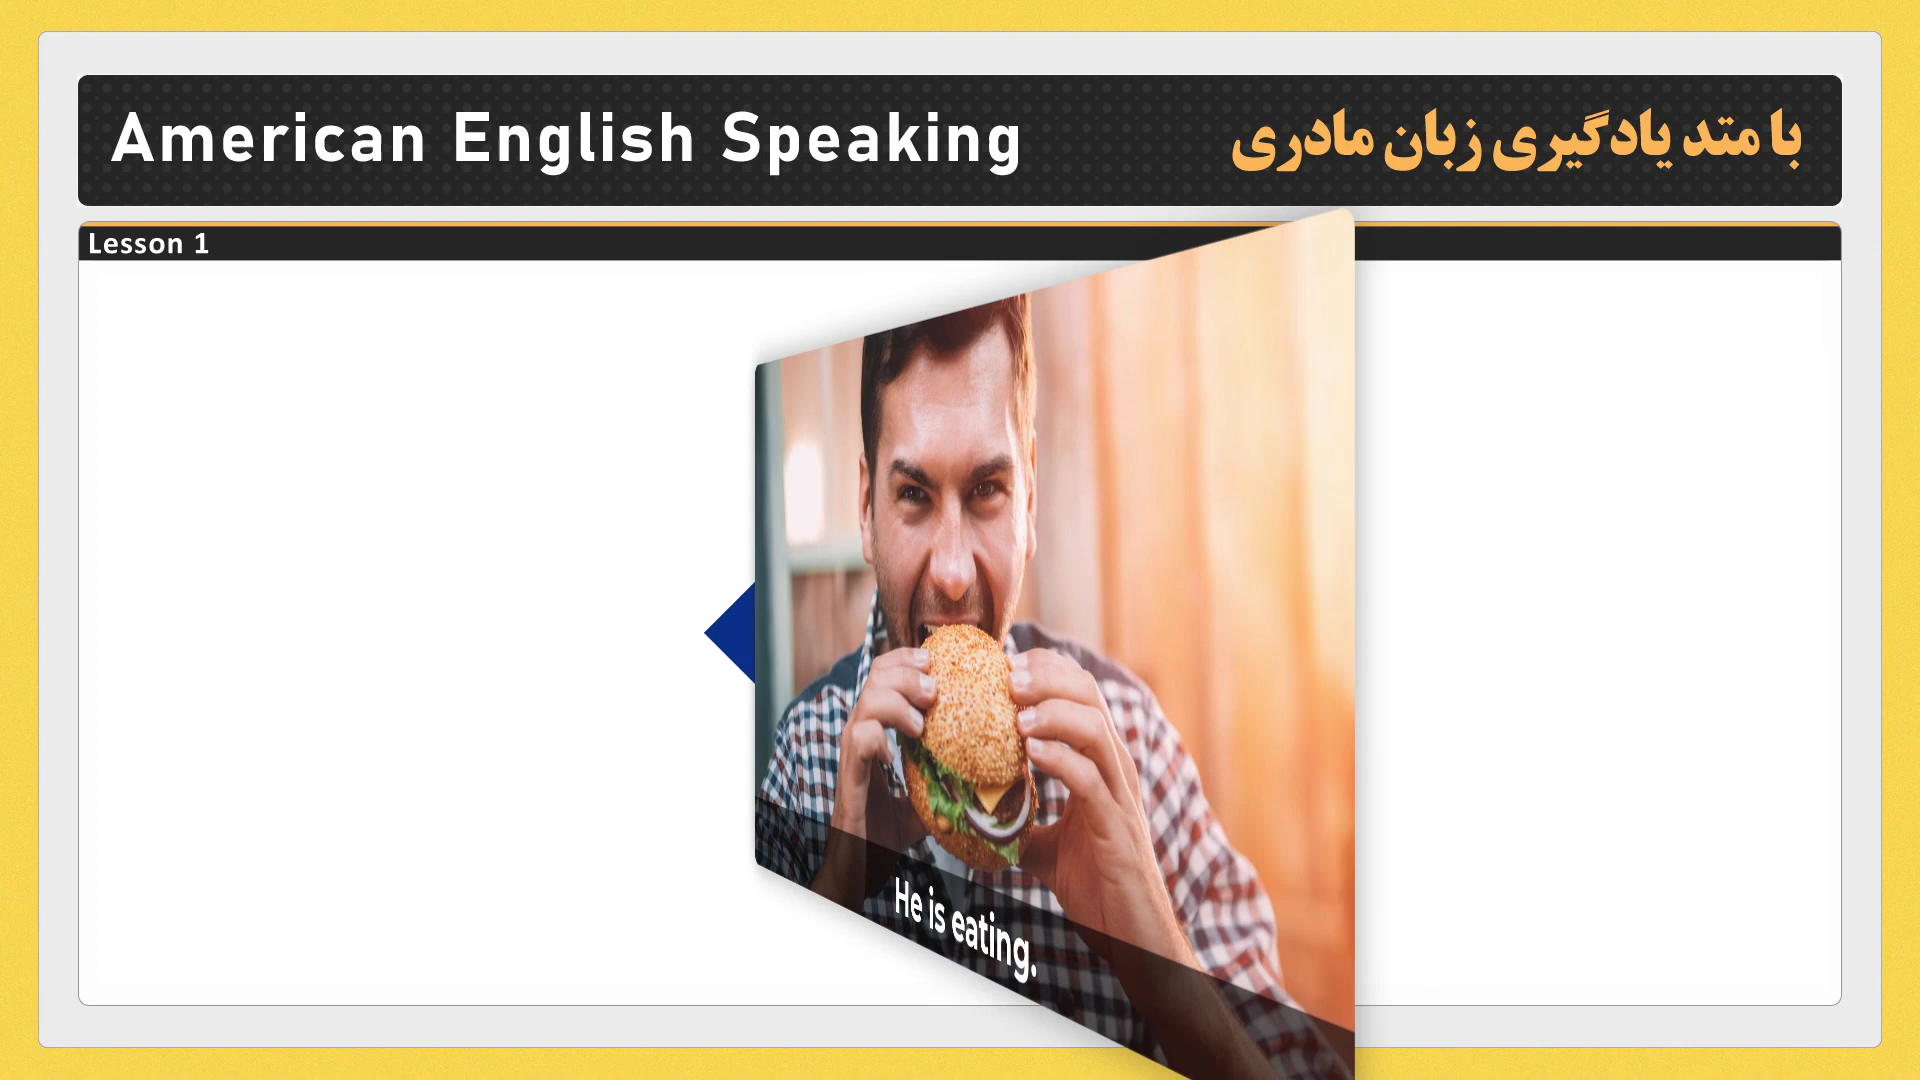 American English Speaking
با متد یادگیری زبان مادری
Lesson 1
He is eating.